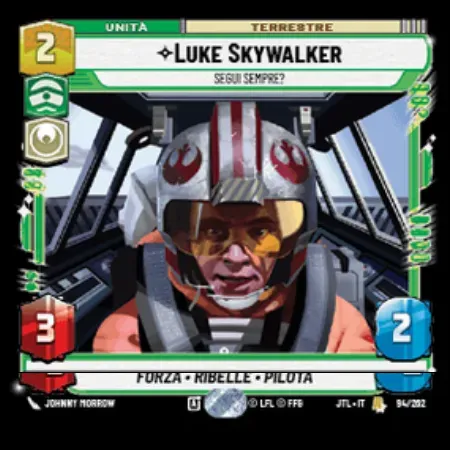 2
UNITÀ
TERRESTRE
LUKE SKYWALKER
SEGUI SEMPRE?
3
2
FORZA • RIBELLE • PILOTA
JOHNNY MORROW
© LFL © FFG
JTL • IT
94/262